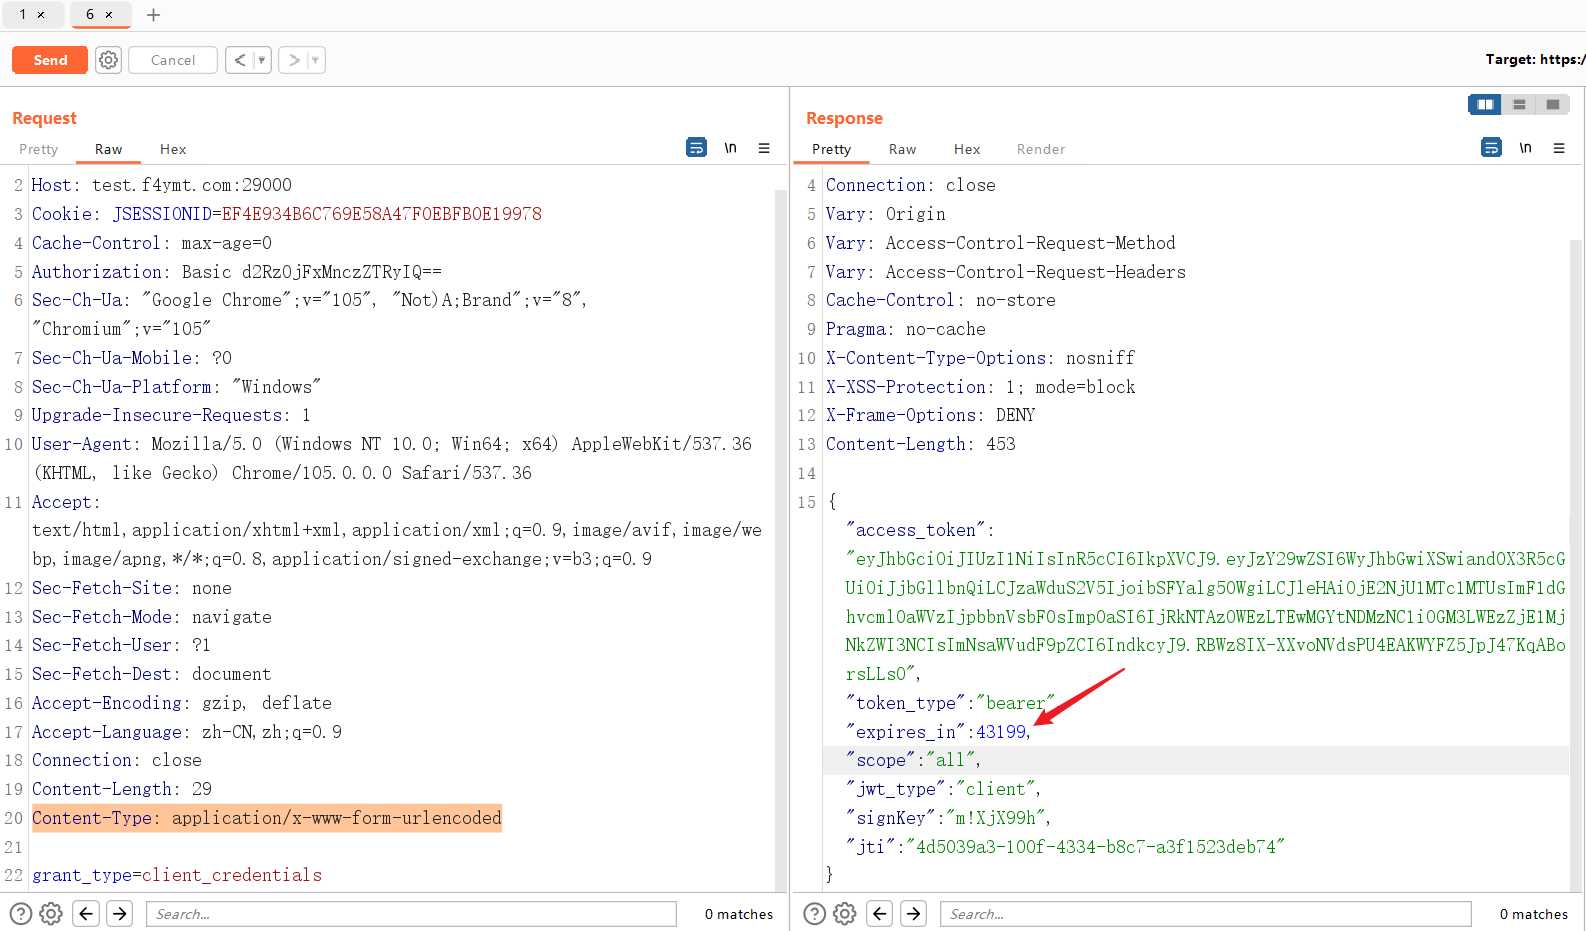 1 ×
6 ×
+
Send
Cancel
<
>
Target: https:/
Request
Pretty
Raw
Hex
\n
2 Host: test.f4ymt.com:29000
3 Cookie: JSESSIONID=EF4E934B6C769E58A47F0EBFB0E19978
4 Cache-Control: max-age=0
5 Authorization: Basic d2RzOjFxMnczZTRyIQ==
6 Sec-Ch-Ua: "Google Chrome";v="105", "Not)A;Brand";v="8",
"Chromium";v="105"
7 Sec-Ch-Ua-Mobile: ?0
8 Sec-Ch-Ua-Platform: "Windows"
9 Upgrade-Insecure-Requests: 1
10 User-Agent: Mozilla/5.0 (Windows NT 10.0; Win64; x64) AppleWebKit/537.36
(KHTML, like Gecko) Chrome/105.0.0.0 Safari/537.36
11 Accept:
text/html,application/xhtml+xml,application/xml;q=0.9,image/avif,image/we
bp,image/apng,*/*;q=0.8,application/signed-exchange;v=b3;q=0.9
12 Sec-Fetch-Site: none
13 Sec-Fetch-Mode: navigate
14 Sec-Fetch-User: ?1
15 Sec-Fetch-Dest: document
16 Accept-Encoding: gzip, deflate
17 Accept-Language: zh-CN,zh;q=0.9
18 Connection: close
19 Content-Length: 29
20 Content-Type: application/x-www-form-urlencoded
21
22 grant_type=client_credentials
Search...
0 matches
Response
Pretty
Raw
Hex
Render
\n
4 Connection: close
5 Vary: Origin
6 Vary: Access-Control-Request-Method
7 Vary: Access-Control-Request-Headers
8 Cache-Control: no-store
9 Pragma: no-cache
10 X-Content-Type-Options: nosniff
11 X-XSS-Protection: 1; mode=block
12 X-Frame-Options: DENY
13 Content-Length: 453
14
15 {
"access_token":
"eyJhbGciOiJIUzI1NiIsInR5cCI6IkpXVCJ9.eyJzY29wZSI6WyJhbGwiXSwiand0X3R5cG
UiOiJjbGllbnQiLCJzaWduS2V5IjoibSFYalg5OWgiLCJleHAiOjE2NjU1MTc1MTUsImF1dG
hvcml0aWVzIjpbbnVsbF0sImp0aSI6IjRkNTAzOWEzLTEwMGYtNDMzNC1iOGM3LWEzZjE1Mj
NkZWI3NCIsImNsaWVudF9pZCI6IndkcyJ9.RBWz8IX-XXvoNVdsPU4EAKWYFZ5JpJ47KqABo
rsLLs0",
"token_type":"bearer"
"expires_in":43199,
"scope":"all",
"jwt_type":"client",
"signKey":"m!XjX99h",
"jti":"4d5039a3-100f-4334-b8c7-a3f1523deb74"
}
Search...
0 matches